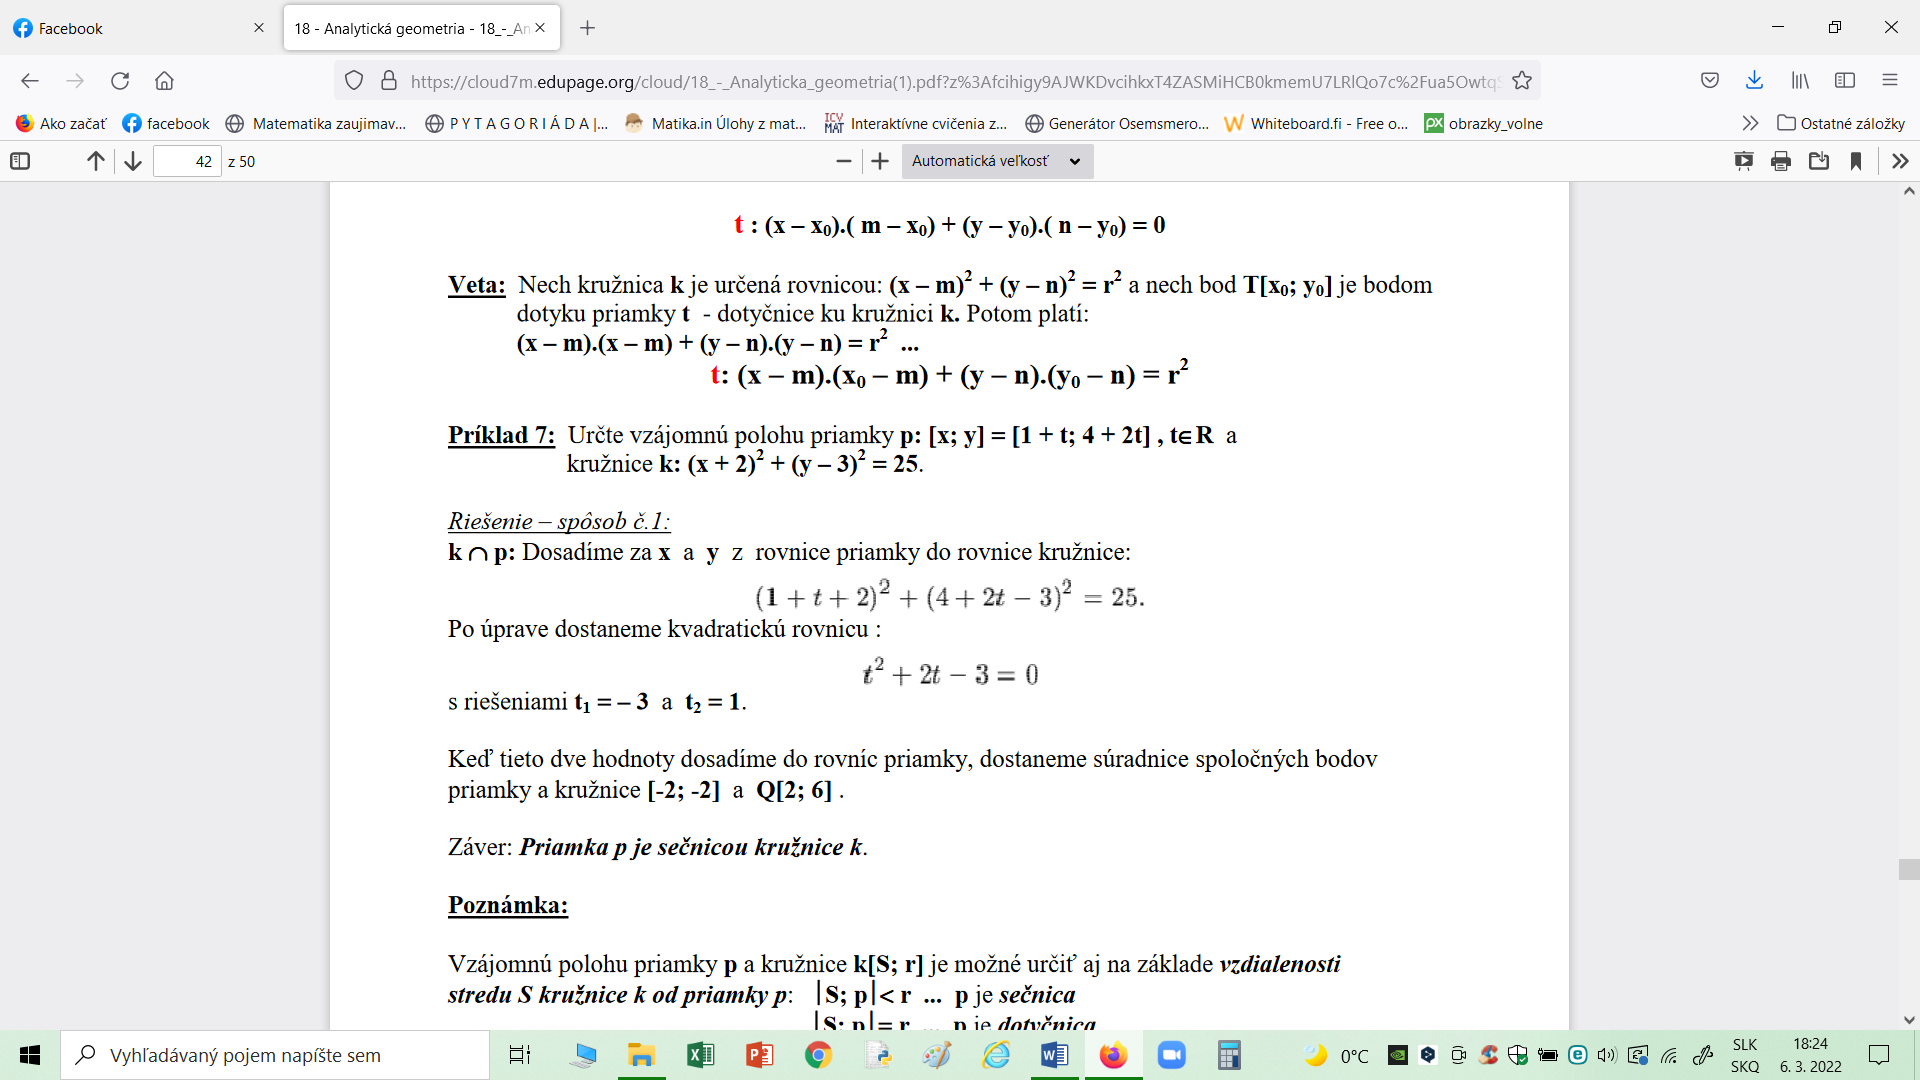 Facebook
18 - Analytická geometria - 18_-_An
https://cloud7m.edupage.org/cloud/18_-_Analyticka_geometria(1).pdf?z%3Afcihigy9AJWKDvcihkxT4ZASMiHCB0kmemU7LRlQo7c%2Fua5Owtq
Ako začať facebook Matematika zaujimav... P Y T A G O R I Á D A |... Matika.in Úlohy z mat... Interaktívne cvičenia z... Generátor Osemsmero... Whiteboard.fi - Free o... obrazky_volne Ostatné záložky
42 z 50 Automatická veľkosť
t : (x – x₀).( m – x₀) + (y – y₀).( n – y₀) = 0
Veta: Nech kružnica k je určená rovnicou: (x – m)² + (y – n)² = r² a nech bod T[x₀; y₀] je bodom
dotyku priamky t - dotyčnice ku kružnici k. Potom platí:
(x – m).(x – m) + (y – n).(y – n) = r² ...
t: (x – m).(x₀ – m) + (y – n).(y₀ – n) = r²
Príklad 7: Určte vzájomnú polohu priamky p: [x; y] = [1 + t; 4 + 2t] , t∈R a
kružnice k: (x + 2)² + (y – 3)² = 25.
Riešenie – spôsob č.1:
k ∩ p: Dosadíme za x a y z rovnice priamky do rovnice kružnice:
(1 + t + 2)² + (4 + 2t − 3)² = 25.
Po úprave dostaneme kvadratickú rovnicu :
t² + 2t − 3 = 0
s riešeniami t₁ = – 3 a t₂ = 1.
Keď tieto dve hodnoty dosadíme do rovníc priamky, dostaneme súradnice spoločných bodov
priamky a kružnice [-2; -2] a Q[2; 6] .
Záver: Priamka p je sečnicou kružnice k.
Poznámka:
Vzájomnú polohu priamky p a kružnice k[S; r] je možné určiť aj na základe vzdialenosti
stredu S kružnice k od priamky p: │S; p│< r ... p je sečnica
│S; p│= r ... p je dotyčnica
Vyhľadávaný pojem napíšte sem 0°C SLK 18:24
SKQ 6. 3. 2022